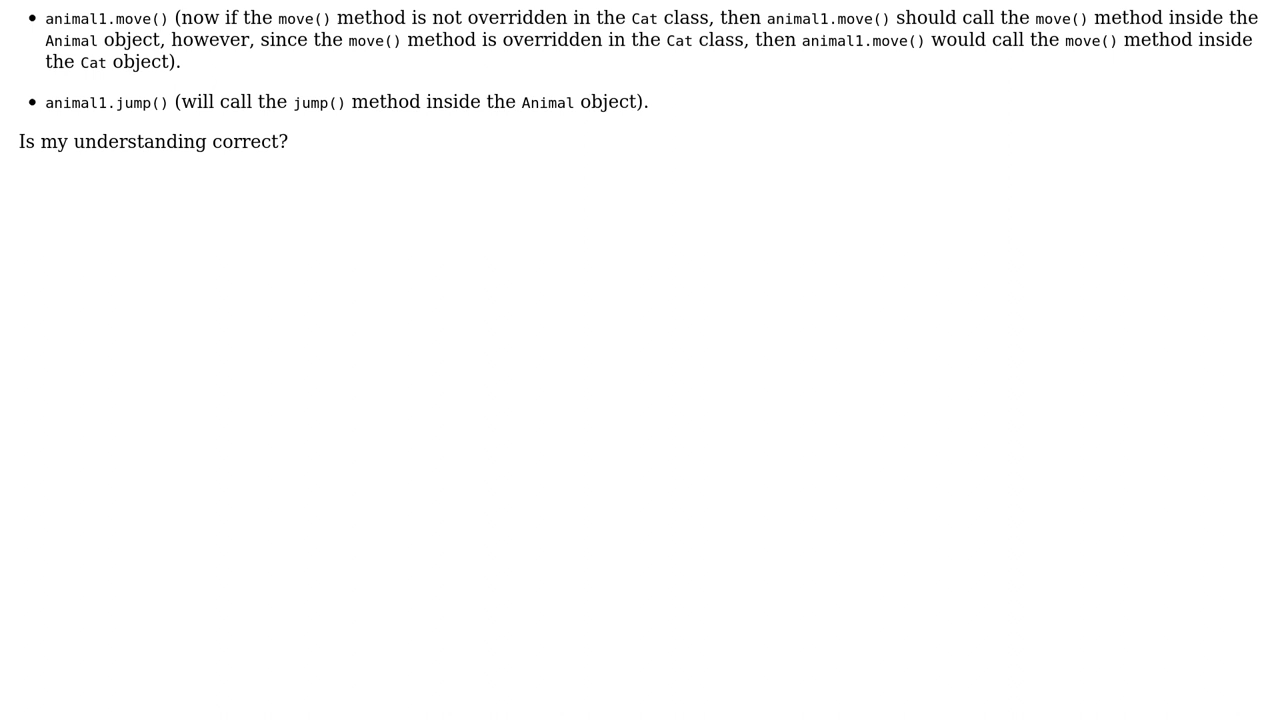 • animal1.move() (now if the move() method is not overridden in the Cat class, then animal1.move() should call the move() method inside the
Animal object, however, since the move() method is overridden in the Cat class, then animal1.move() would call the move() method inside
the Cat object).
• animal1.jump() (will call the jump() method inside the Animal object).
Is my understanding correct?